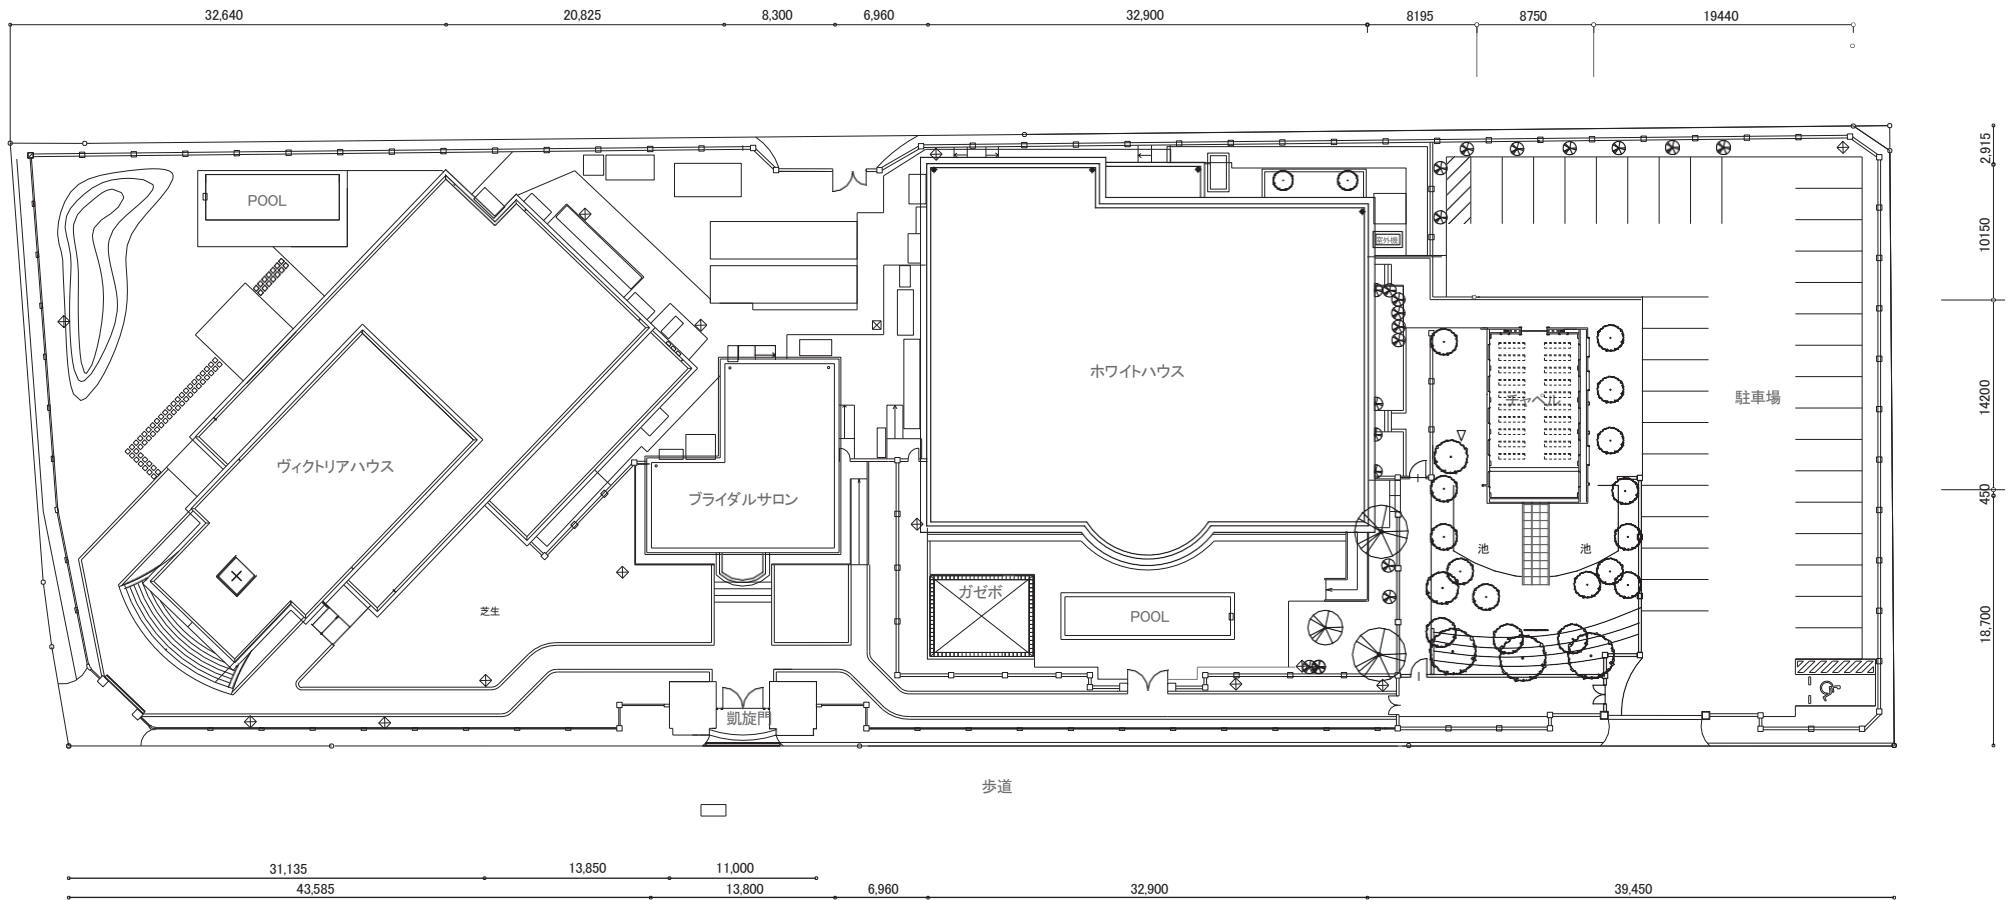 32,640 20,825 8,300 6,960 32,900 8195 8750 19440
2,915
10150
14200
450
18,700
POOL
室外機
ホワイトハウス
チャペル
駐車場
ヴィクトリアハウス
ブライダルサロン
池 池
ガゼボ
芝生
POOL
凱旋門
歩道
31,135 13,850 11,000
43,585 13,800 6,960 32,900 39,450